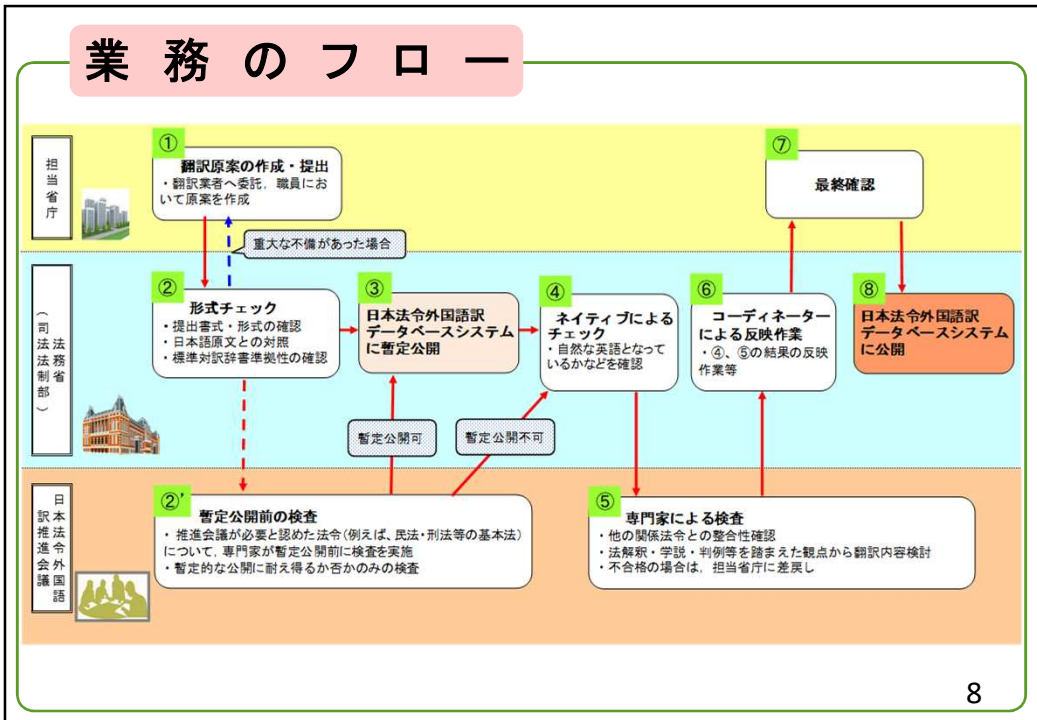 業務のフロー
担当省庁
①
翻訳原案の作成・提出
・翻訳業者へ委託，職員にお
いて原案を作成
⑦
最終確認
重大な不備があった場合
法務省
（司法法制部）
②
形式チェック
・提出書式・形式の確認
・日本語原文との対照
・標準対訳辞書準拠性の確認
③
日本法令外国語訳
データベースシステム
に暫定公開
④
ネイティブによる
チェック
・自然な英語となって
いるかなどを確認
⑥
コーディネーター
による反映作業
・④、⑤の結果の反映
作業等
⑧
日本法令外国語訳
データベースシステム
に公開
暫定公開可
暫定公開不可
日本法令外国語
訳推進会議
②’
暫定公開前の検査
・推進会議が必要と認めた法令(例えば、民法・刑法等の基本法)
について，専門家が暫定公開前に検査を実施
・暫定的な公開に耐え得るか否かのみの検査
⑤
専門家による検査
・他の関係法令との整合性確認
・法解釈・学説・判例等を踏まえた観点から翻訳内容検討
・不合格の場合は，担当省庁に差戻し
8